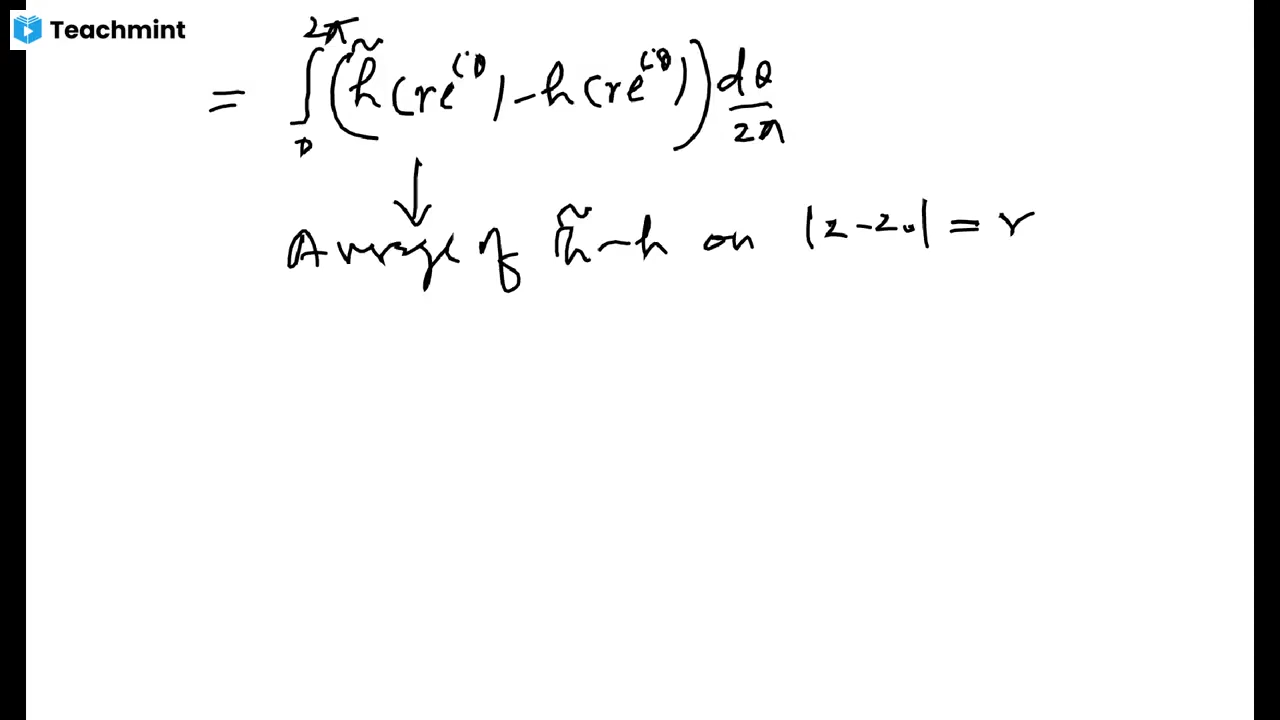 Teachmint
= ∫₀^{2π} (h̃(re^{iθ}) - h(re^{iθ})) dθ/2π
↓
Average of h̃ - h on |z - z₀| = r